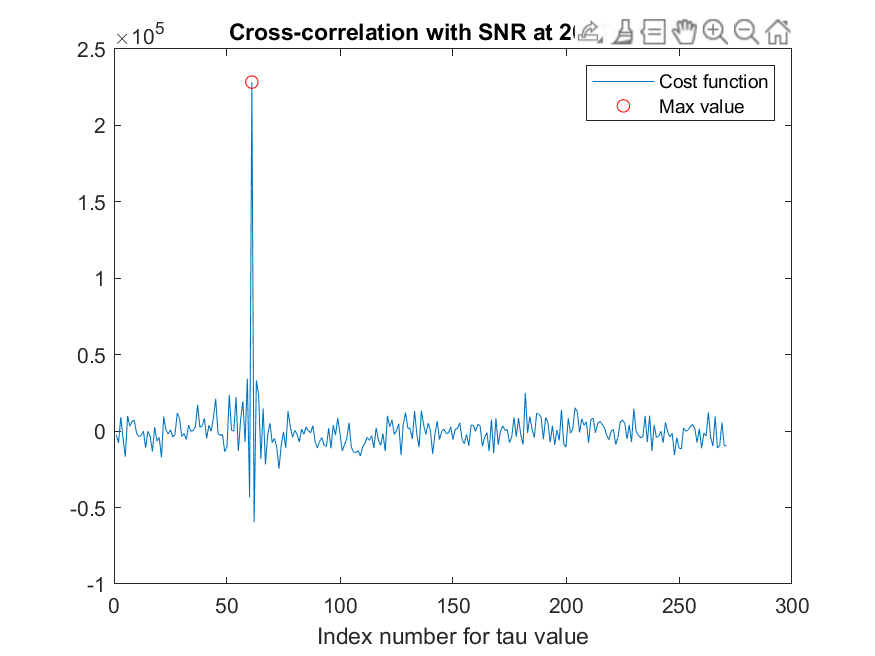 Cross-correlation with SNR at
×10^5
2.5
2
1.5
1
0.5
0
-0.5
-1
0 50 100 150 200 250 300
Index number for tau value
Cost function
Max value